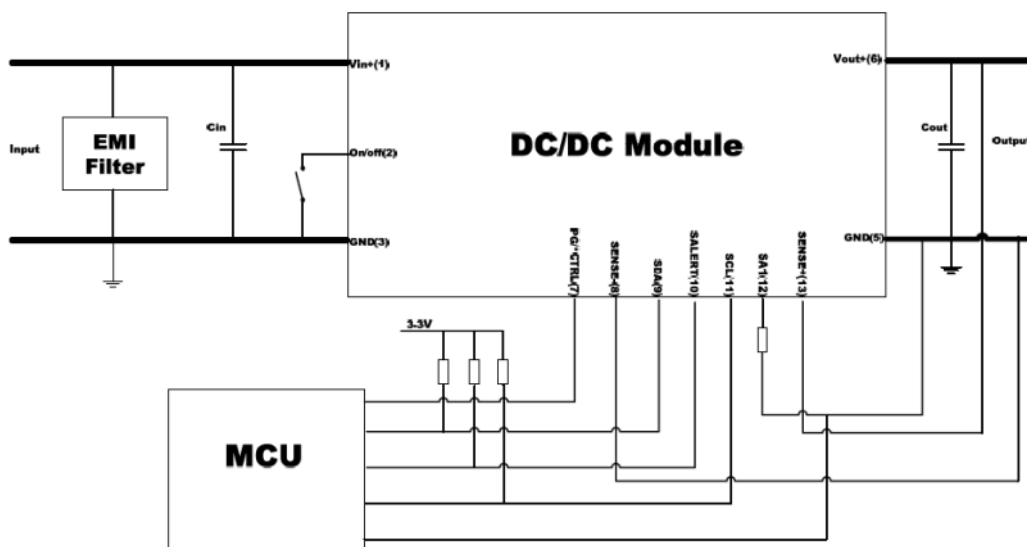 Vin+(1)
Vout+(6)
Input
EMI
Filter
Cin
On/off(2)
DC/DC Module
Cout
Output
GND(3)
GND(5)
PG/*CTRL(7)
SENSE-(8)
SDA(9)
SALERT(10)
SCL(11)
SA1(12)
SENSE+(13)
3-3V
MCU